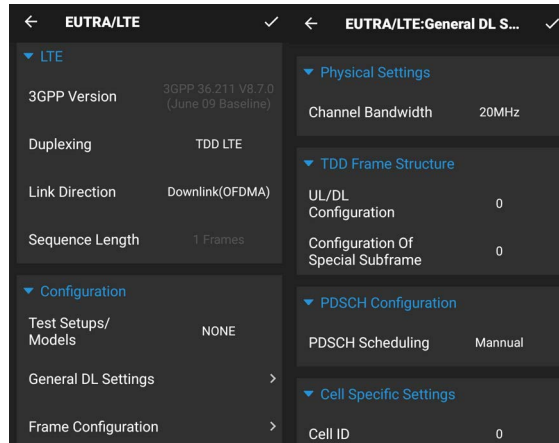 EUTRA/LTE
LTE
3GPP Version
3GPP 36.211 V8.7.0
(June 09 Baseline)
Duplexing
TDD LTE
Link Direction
Downlink(OFDMA)
Sequence Length
1 Frames
Configuration
Test Setups/
Models
NONE
General DL Settings
Frame Configuration
EUTRA/LTE:General DL S...
Physical Settings
Channel Bandwidth
20MHz
TDD Frame Structure
UL/DL
Configuration
0
Configuration Of
Special Subframe
0
PDSCH Configuration
PDSCH Scheduling
Mannual
Cell Specific Settings
Cell ID
0